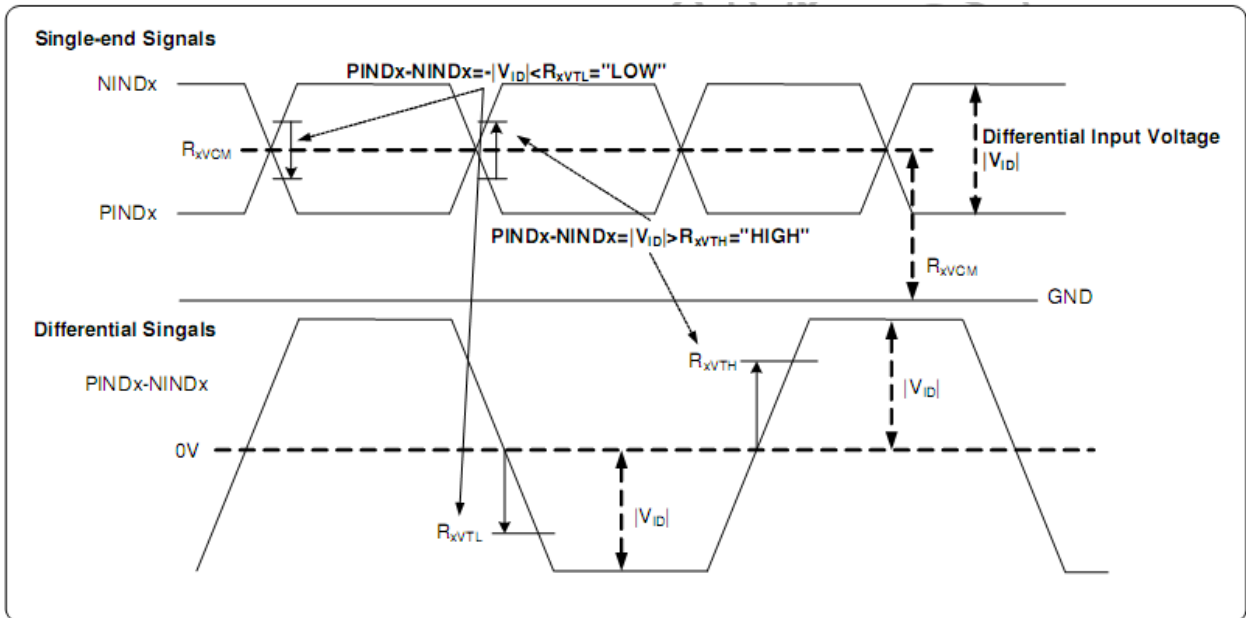 Single-end Signals
PINDx-NINDx=-|VID|<RxVTL="LOW"
NINDx
RxVCM
Differential Input Voltage
|VID|
PINDx
PINDx-NINDx=|VID|>RxVTH="HIGH"
RxVCM
GND
Differential Singals
RxVTH
PINDx-NINDx
|VID|
0V
|VID|
RxVTL